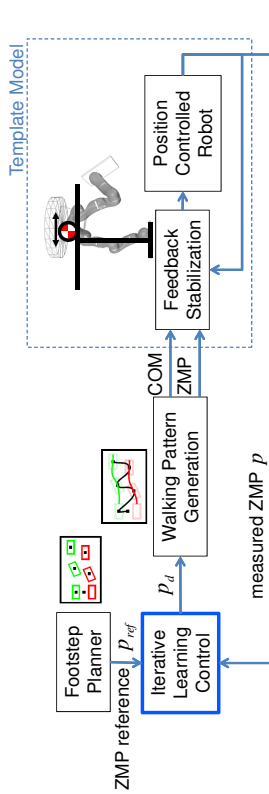 Template Model
Footstep
Planner
ZMP reference
p_ref
Iterative
Learning
Control
p_d
Walking Pattern
Generation
COM
ZMP
Feedback
Stabilization
Position
Controlled
Robot
measured ZMP p